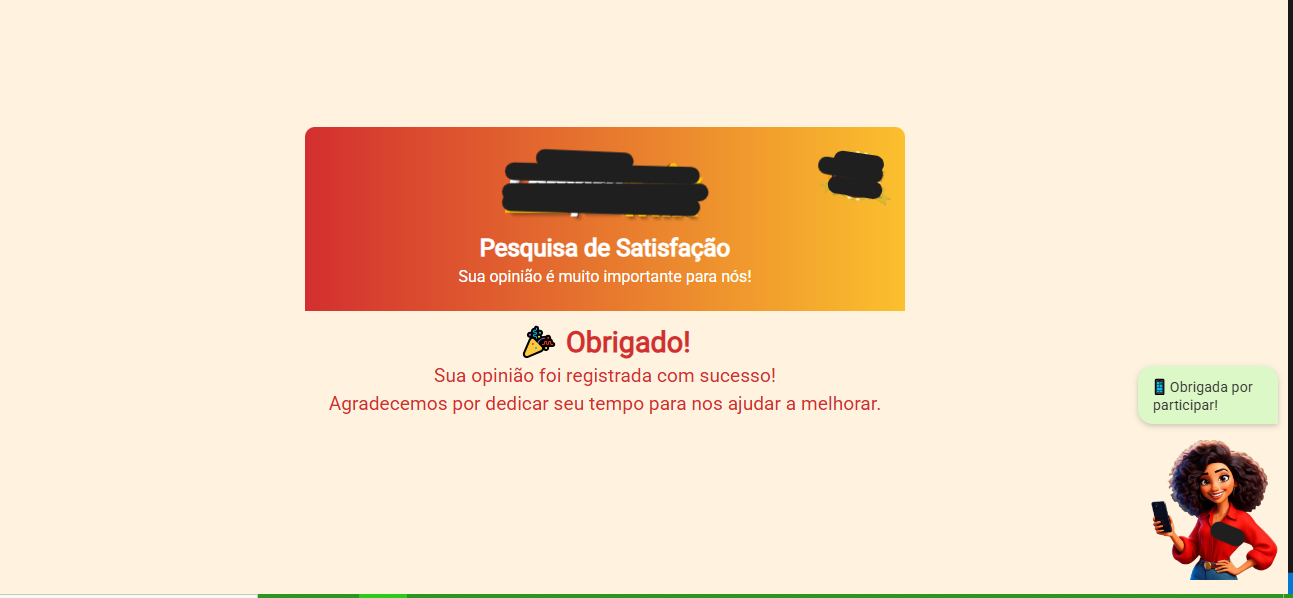 Pesquisa de Satisfação
Sua opinião é muito importante para nós!
🎉 Obrigado!
Sua opinião foi registrada com sucesso!
Agradecemos por dedicar seu tempo para nos ajudar a melhorar.
📱 Obrigada por
participar!